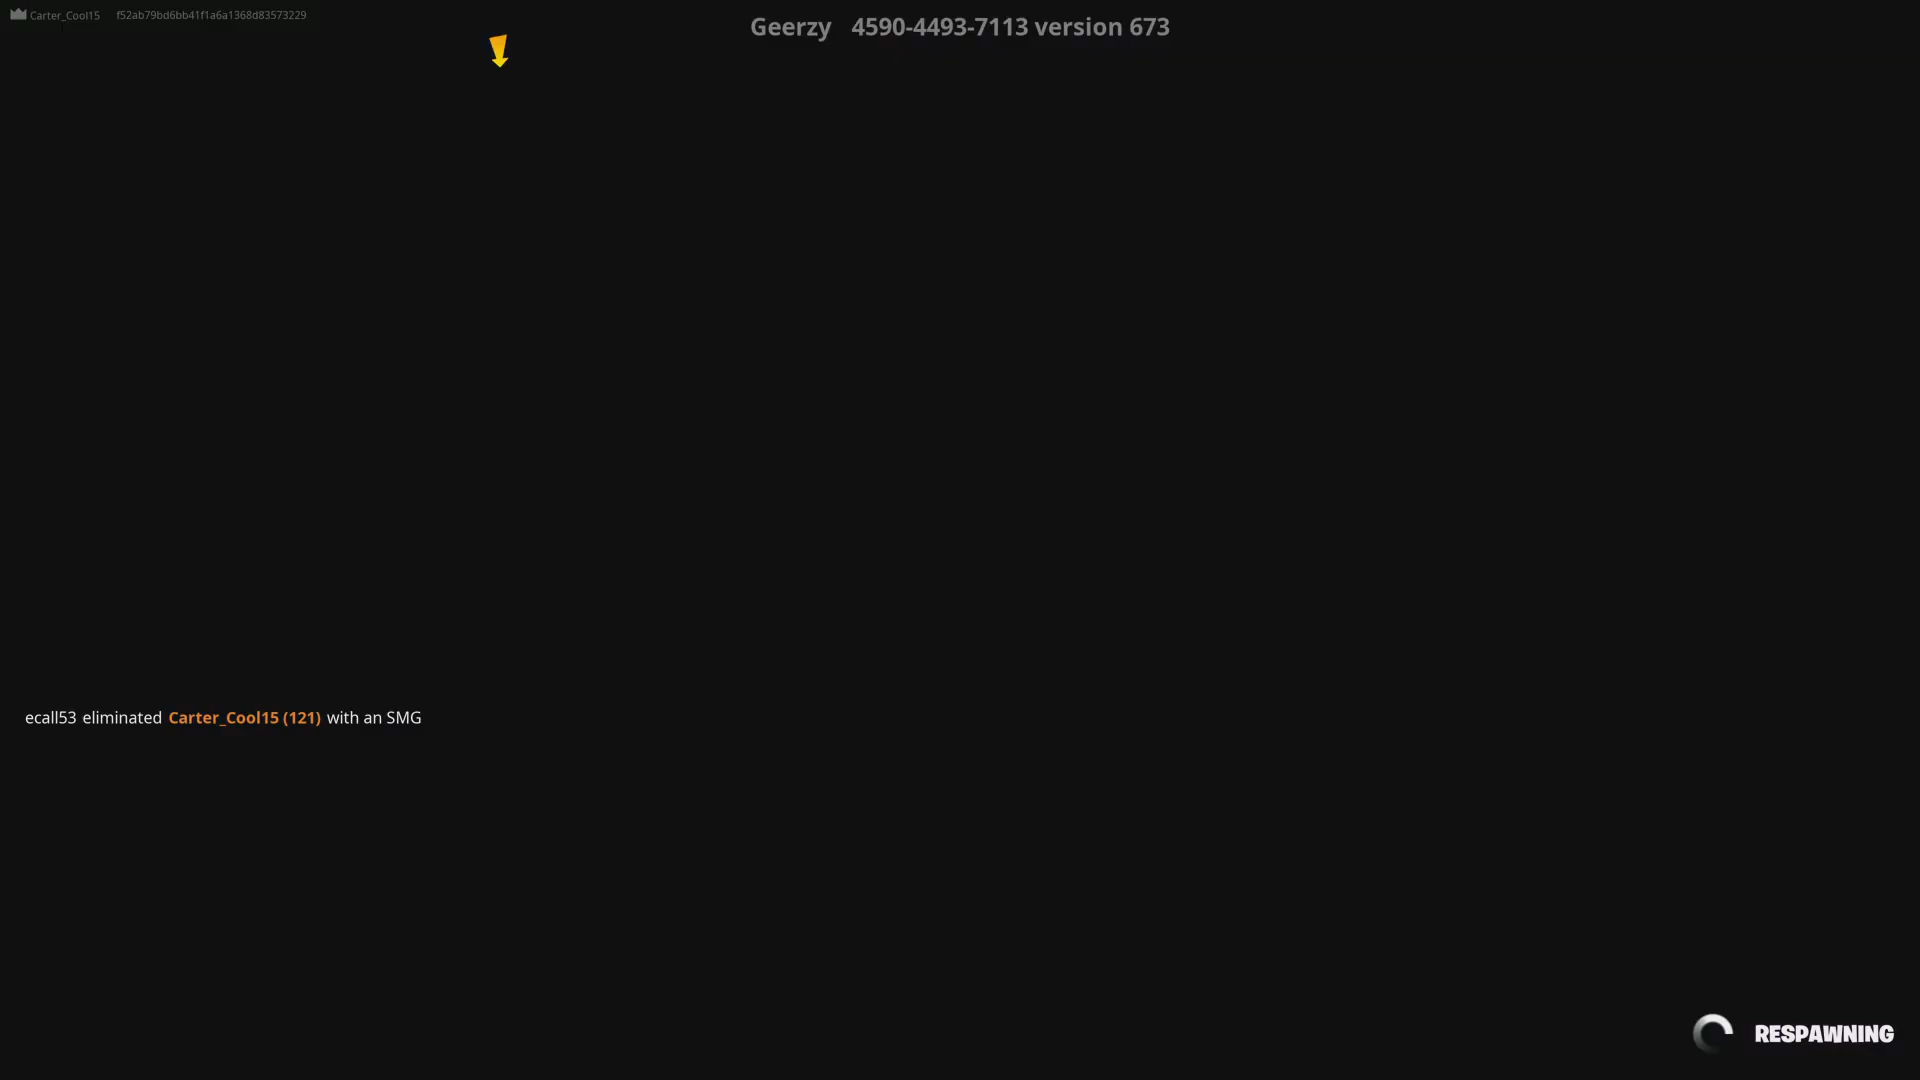 Carter_Cool15 f52ab79bd6bb41f1a6a1368d83573229
Geerzy 4590-4493-7113 version 673
ecall53 eliminated Carter_Cool15 (121) with an SMG
RESPAWNING